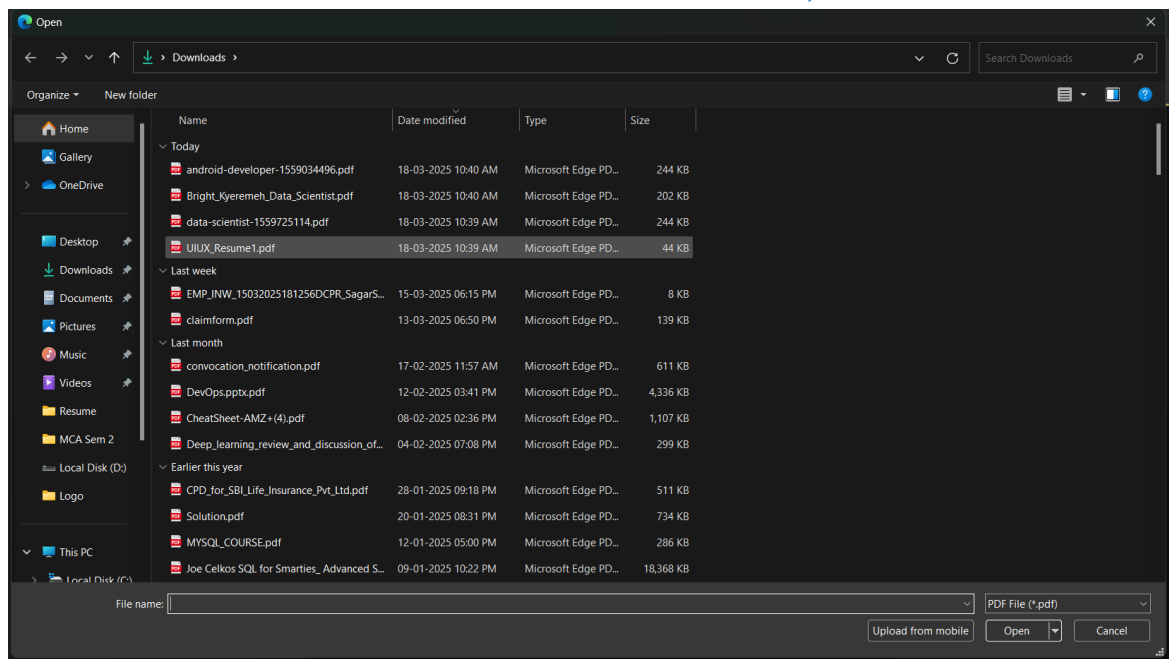 Open
Downloads
Search Downloads
Organize
New folder
Home
Gallery
OneDrive
Desktop
Downloads
Documents
Pictures
Music
Videos
Resume
MCA Sem 2
Local Disk (D:)
Logo
This PC
Local Disk (C:)
Name Date modified Type Size
Today
android-developer-1559034496.pdf 18-03-2025 10:40 AM Microsoft Edge PD... 244 KB
Bright_Kyeremeh_Data_Scientist.pdf 18-03-2025 10:40 AM Microsoft Edge PD... 202 KB
data-scientist-1559725114.pdf 18-03-2025 10:39 AM Microsoft Edge PD... 244 KB
UIUX_Resume1.pdf 18-03-2025 10:39 AM Microsoft Edge PD... 44 KB
Last week
EMP_INW_15032025181256DCPR_SagarS... 15-03-2025 06:15 PM Microsoft Edge PD... 8 KB
claimform.pdf 13-03-2025 06:50 PM Microsoft Edge PD... 139 KB
Last month
convocation_notification.pdf 17-02-2025 11:57 AM Microsoft Edge PD... 611 KB
DevOps.pptx.pdf 12-02-2025 03:41 PM Microsoft Edge PD... 4,336 KB
CheatSheet-AMZ+(4).pdf 08-02-2025 02:36 PM Microsoft Edge PD... 1,107 KB
Deep_learning_review_and_discussion_of... 04-02-2025 07:08 PM Microsoft Edge PD... 299 KB
Earlier this year
CPD_for_SBI_Life_Insurance_Pvt_Ltd.pdf 28-01-2025 09:18 PM Microsoft Edge PD... 511 KB
Solution.pdf 20-01-2025 08:31 PM Microsoft Edge PD... 734 KB
MYSQL_COURSE.pdf 12-01-2025 05:00 PM Microsoft Edge PD... 286 KB
Joe Celkos SQL for Smarties_ Advanced S... 09-01-2025 10:22 PM Microsoft Edge PD... 18,368 KB
File name:
PDF File (*.pdf)
Upload from mobile
Open
Cancel